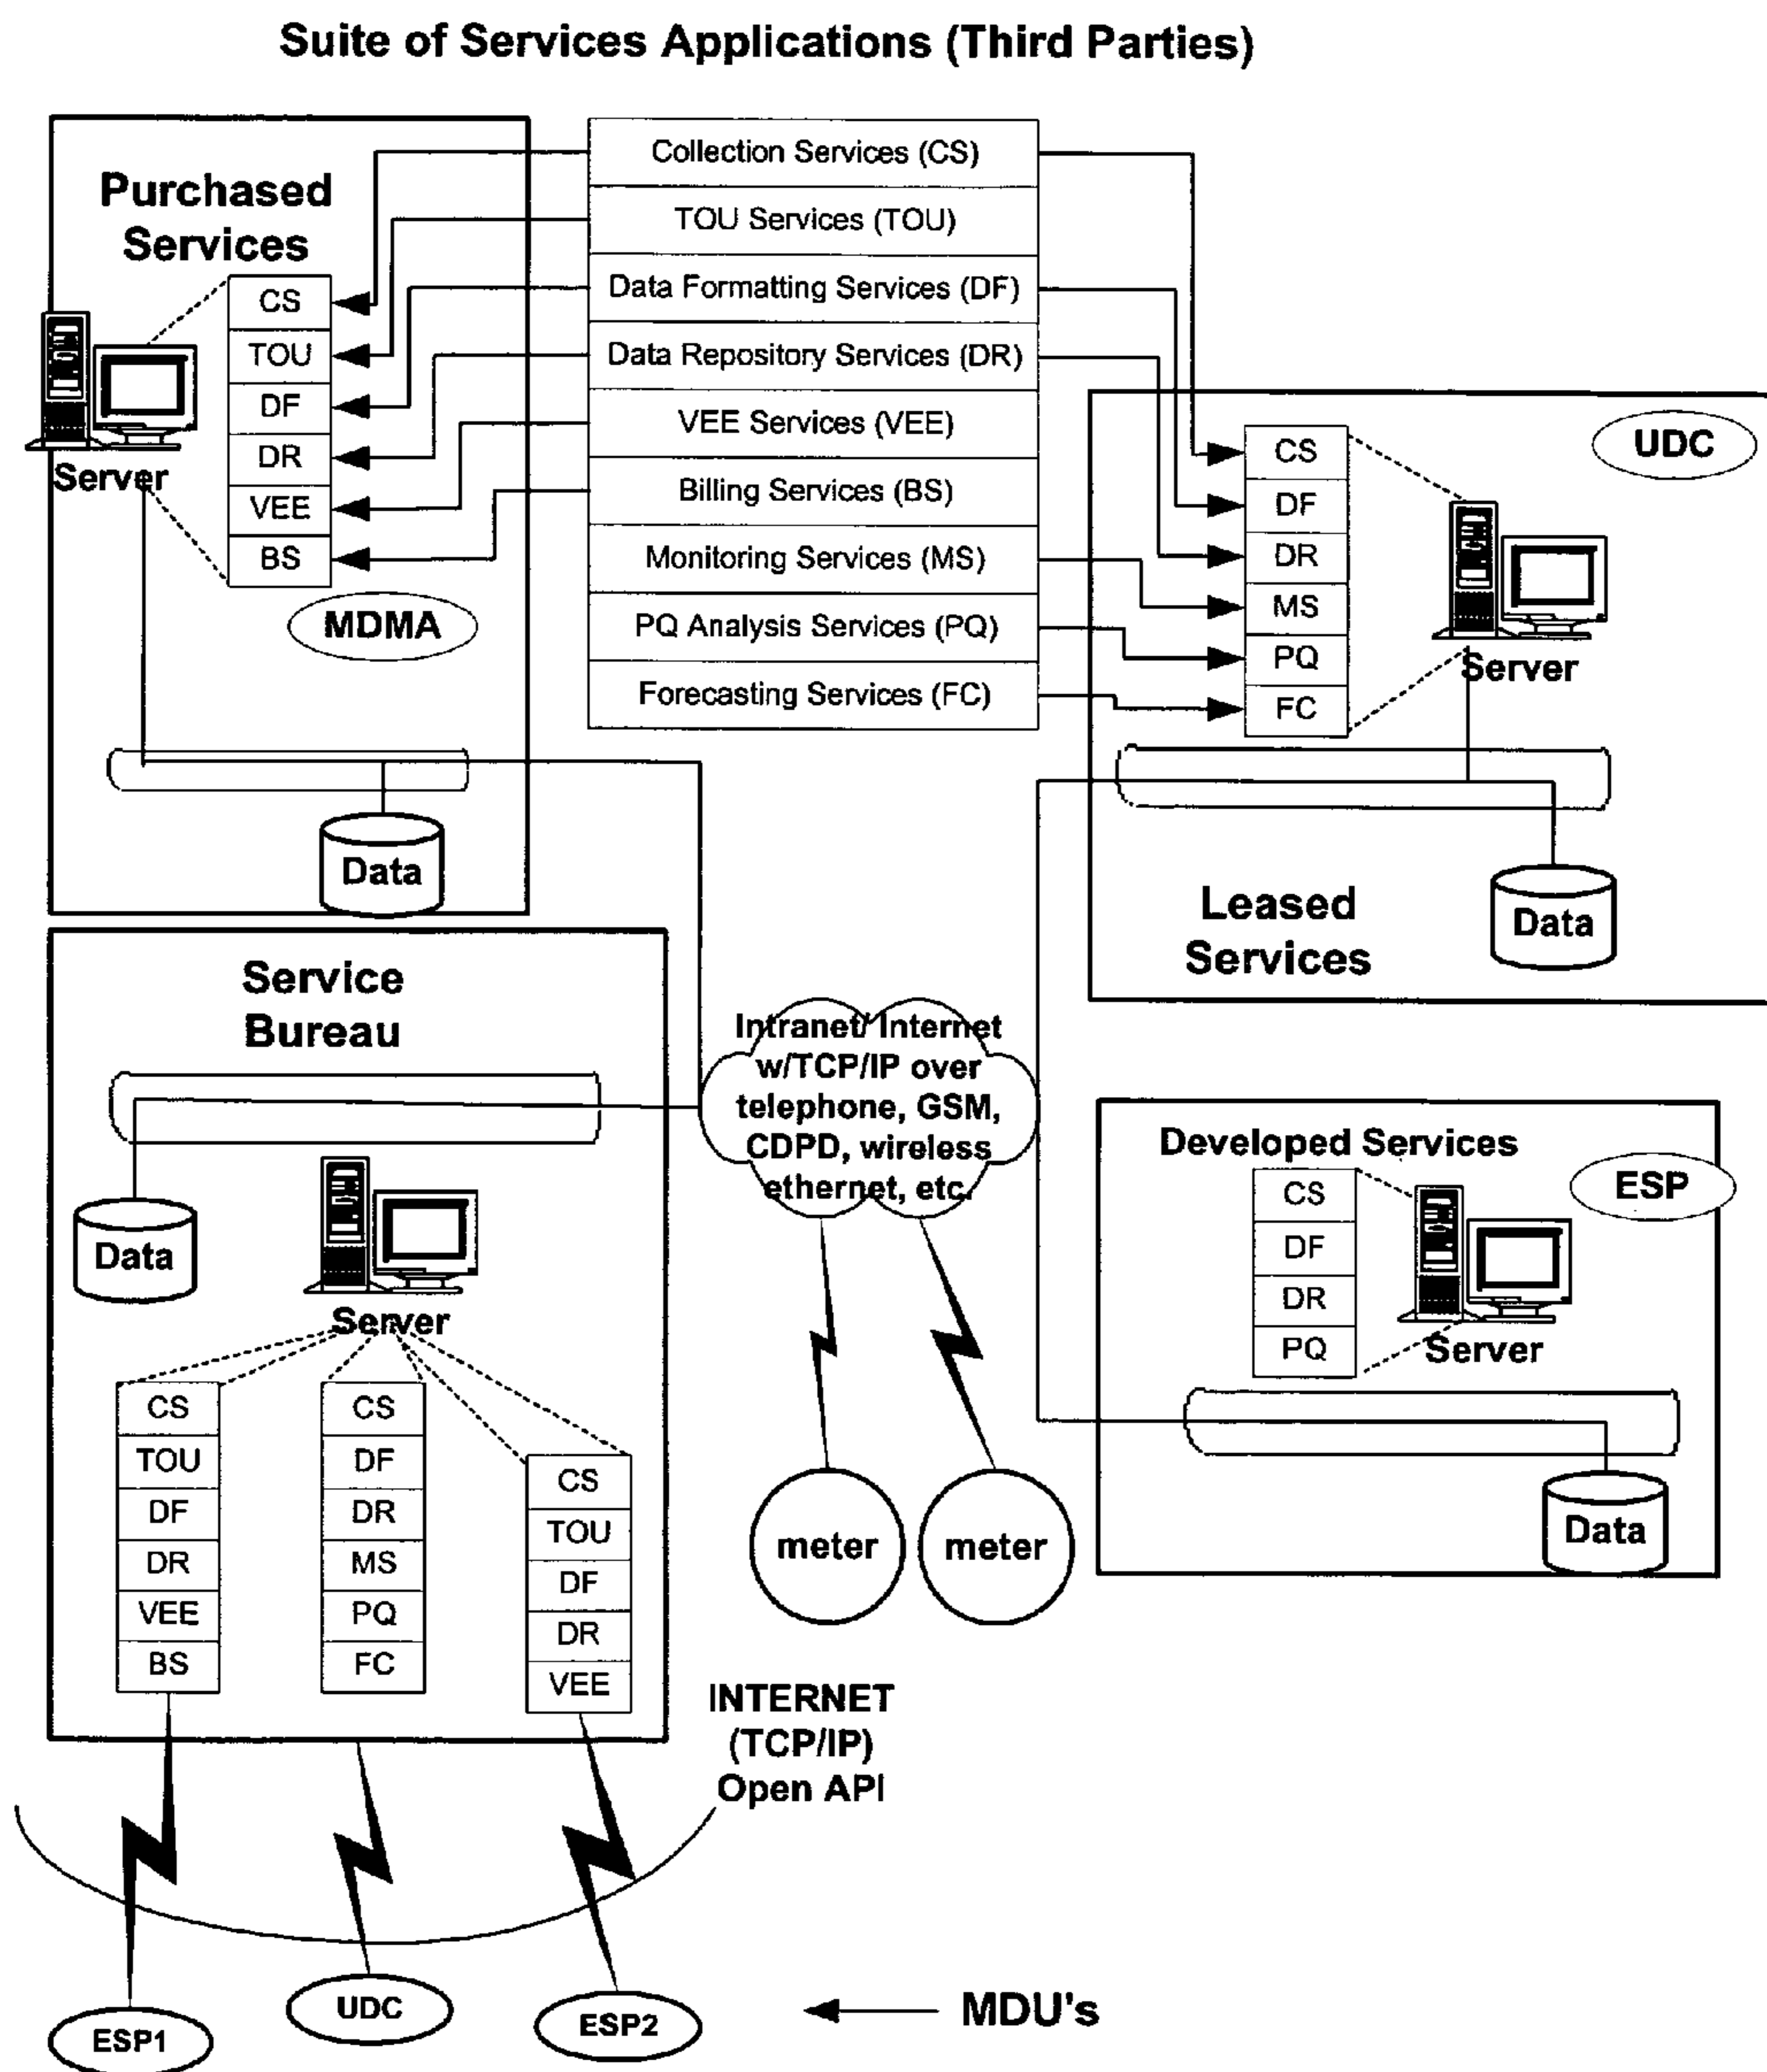 Suite of Services Applications (Third Parties)
Purchased
Services
CS
TOU
DF
DR
VEE
BS
Server
MDMA
Data
Collection Services (CS)
TOU Services (TOU)
Data Formatting Services (DF)
Data Repository Services (DR)
VEE Services (VEE)
Billing Services (BS)
Monitoring Services (MS)
PQ Analysis Services (PQ)
Forecasting Services (FC)
UDC
CS
DF
DR
MS
PQ
FC
Server
Leased
Services
Data
Service
Bureau
Data
Server
CS
TOU
DF
DR
VEE
BS
CS
DF
DR
MS
PQ
FC
CS
TOU
DF
DR
VEE
Intranet/ Internet
w/TCP/IP over
telephone, GSM,
CDPD, wireless
ethernet, etc.
meter
meter
Developed Services
ESP
CS
DF
DR
PQ
Server
Data
INTERNET
(TCP/IP)
Open API
ESP1
UDC
ESP2
MDU's